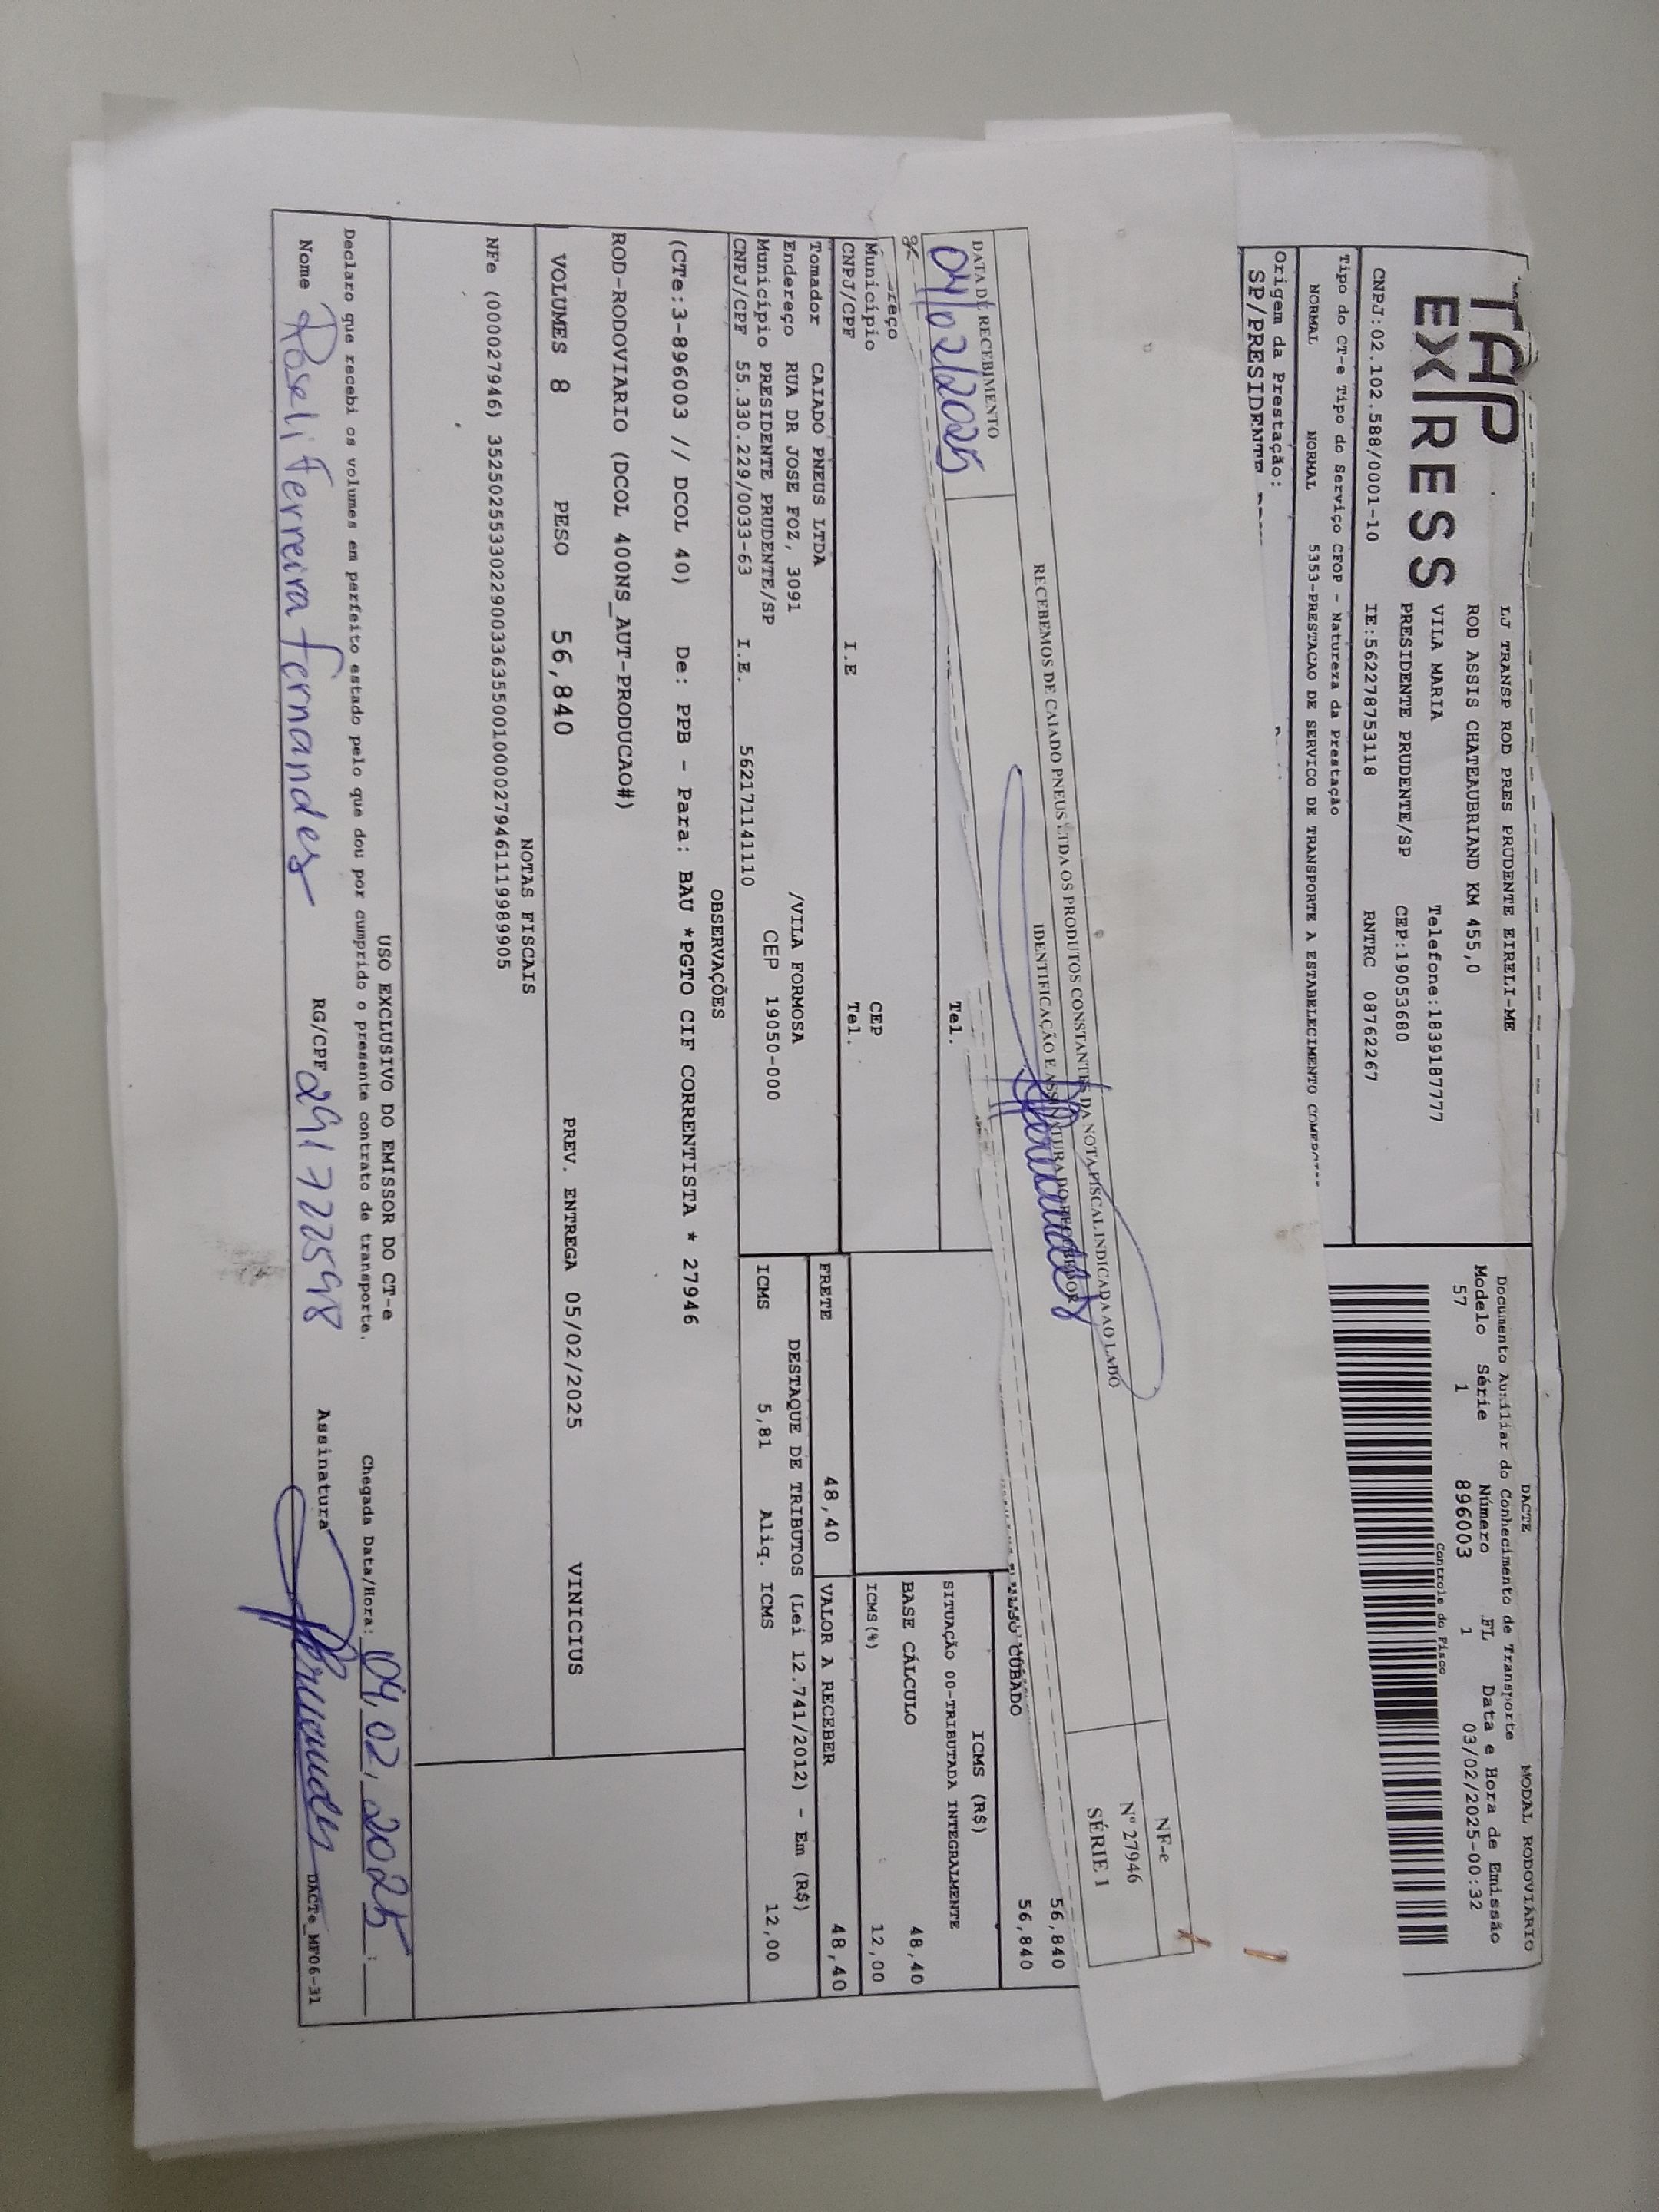 TAP
EXPRESS
LJ TRANSP ROD PRES PRUDENTE EIRELI-ME
ROD ASSIS CHATEAUBRIAND KM 455,0
VILA MARIA Telefone:1839187777
PRESIDENTE PRUDENTE/SP CEP:19053680
CNPJ:02.102.588/0001-10 IE:562278753118 RNTRC 08762267
DACTE MODAL RODOVIÁRIO
Documento Auxiliar do Conhecimento de Transporte
Modelo Série Número FL Data e Hora de Emissão
57 1 896003 1 03/02/2025-00:32
Controle do Fisco
Tipo do CT-e Tipo do Serviço CFOP - Natureza da Prestação
NORMAL NORMAL 5353-PRESTACAO DE SERVICO DE TRANSPORTE A ESTABELECIMENTO
Origem da Prestação:
SP/PRESIDENTE
RECEBEMOS DE CAIADO PNEUS LTDA OS PRODUTOS CONSTANTES DA NOTA FISCAL INDICADA AO LADO
NF-e
Nº 27946
SÉRIE 1
DATA DE RECEBIMENTO
04/02/2025
IDENTIFICAÇÃO E ASSINATURA DO RECEBEDOR
Fernandes
56,840
CUBADO 56,840
Tel.
Município CEP
CNPJ/CPF I.E Tel.
ICMS (R$)
SITUAÇÃO 00-TRIBUTADA INTEGRALMENTE
BASE CÁLCULO 48,40
ICMS(%) 12,00
Tomador CAIADO PNEUS LTDA
Endereço RUA DR JOSE FOZ, 3091 /VILA FORMOSA
Município PRESIDENTE PRUDENTE/SP CEP 19050-000
CNPJ/CPF 55.330.229/0033-63 I.E. 562171141110
FRETE 48,40 VALOR A RECEBER 48,40
DESTAQUE DE TRIBUTOS (Lei 12.741/2012) - Em (R$)
ICMS 5,81 Aliq. ICMS 12,00
OBSERVAÇÕES
(CTe:3-896003 // DCOL 40) De: PPB - Para: BAU *PGTO CIF CORRENTISTA * 27946
ROD-RODOVIARIO (DCOL 400NS_AUT-PRODUCAO#)
VOLUMES 8 PESO 56,840 PREV. ENTREGA 05/02/2025 VINICIUS
NOTAS FISCAIS
NFe (000027946) 35250255330229003363550010000279461119989905
USO EXCLUSIVO DO EMISSOR DO CT-e
Declaro que recebi os volumes em perfeito estado pelo que dou por cumprido o presente contrato de transporte.
Chegada Data/Hora: 04, 02, 2025 :
Nome Roseli Ferreira Fernandes RG/CPF 291722598 Assinatura Fernandes
DACTe_MF06-31